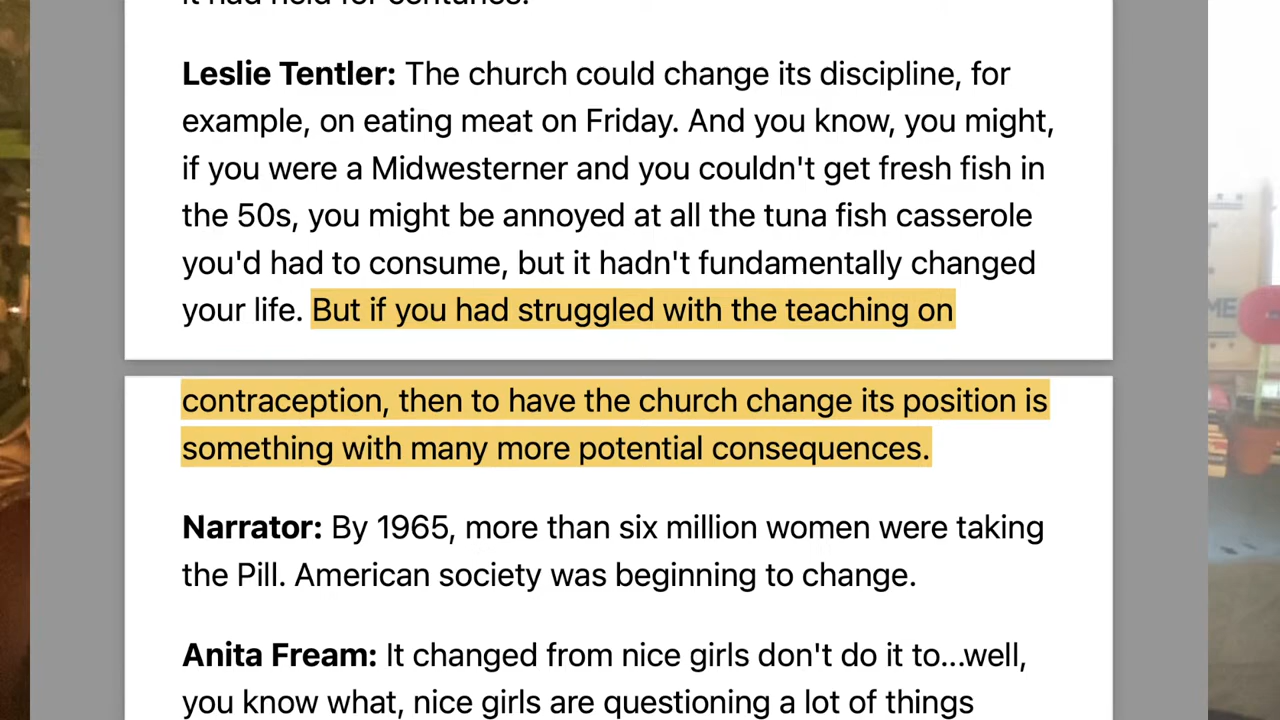 it had held for centuries.
Leslie Tentler: The church could change its discipline, for
example, on eating meat on Friday. And you know, you might,
if you were a Midwesterner and you couldn't get fresh fish in
the 50s, you might be annoyed at all the tuna fish casserole
you'd had to consume, but it hadn't fundamentally changed
your life. But if you had struggled with the teaching on
contraception, then to have the church change its position is
something with many more potential consequences.
Narrator: By 1965, more than six million women were taking
the Pill. American society was beginning to change.
Anita Fream: It changed from nice girls don't do it to...well,
you know what, nice girls are questioning a lot of things